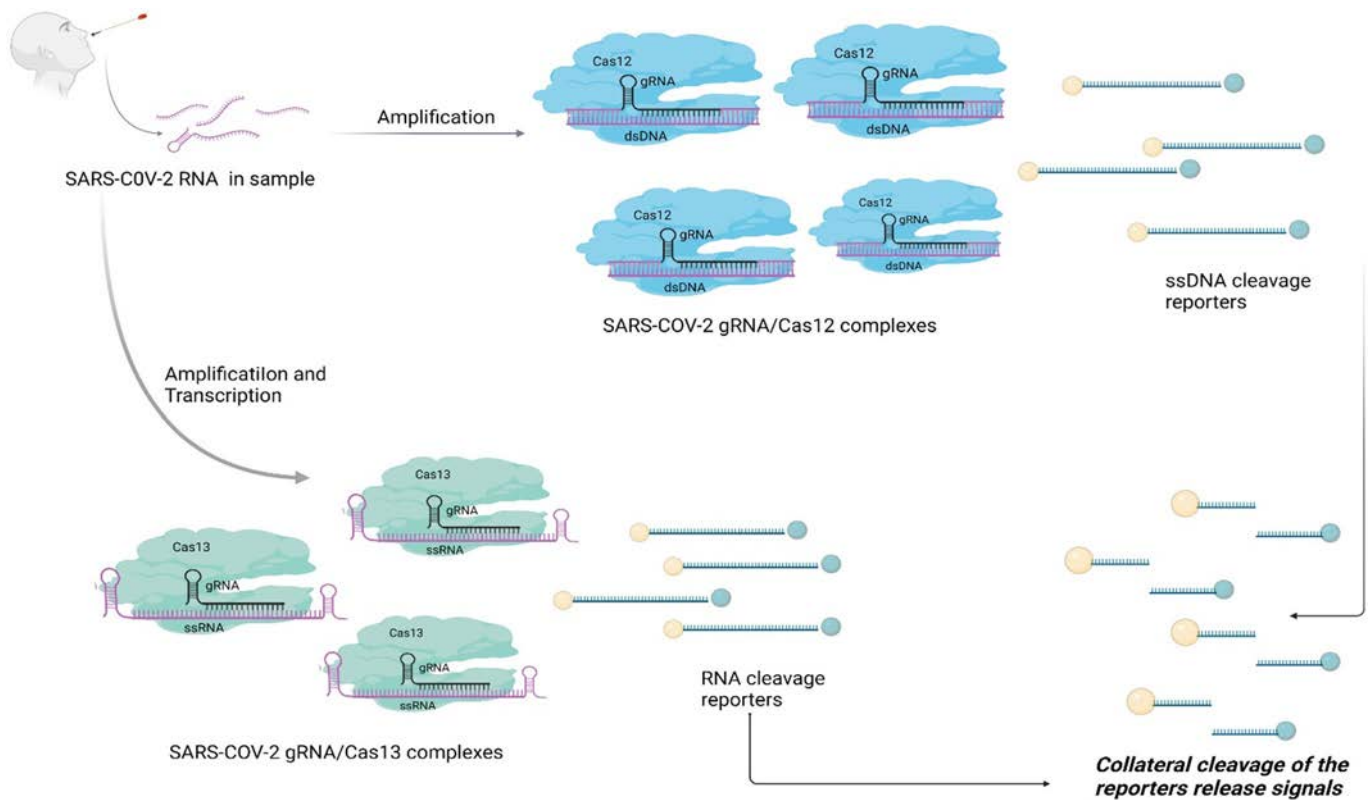 SARS-C0V-2 RNA in sample
Amplification
Cas12
gRNA
dsDNA
Cas12
gRNA
dsDNA
Cas12
gRNA
dsDNA
Cas12
gRNA
dsDNA
SARS-COV-2 gRNA/Cas12 complexes
ssDNA cleavage
reporters
Amplificatilon and
Transcription
Cas13
gRNA
ssRNA
Cas13
gRNA
ssRNA
Cas13
gRNA
ssRNA
SARS-COV-2 gRNA/Cas13 complexes
RNA cleavage
reporters
Collateral cleavage of the
reporters release signals